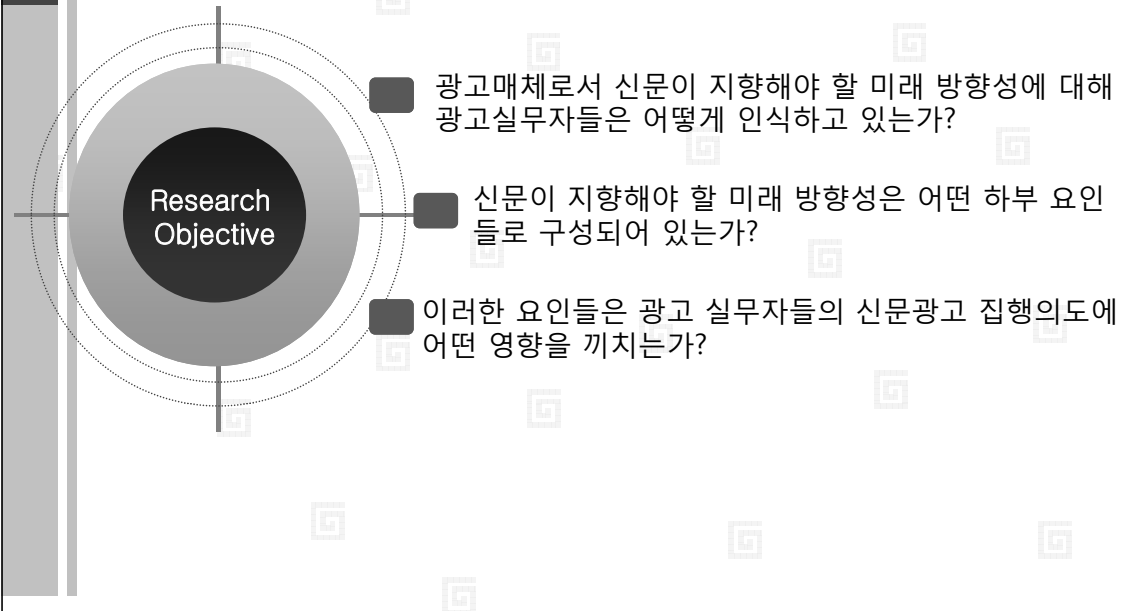 Research
Objective
광고매체로서 신문이 지향해야 할 미래 방향성에 대해
광고실무자들은 어떻게 인식하고 있는가?
신문이 지향해야 할 미래 방향성은 어떤 하부 요인
들로 구성되어 있는가?
이러한 요인들은 광고 실무자들의 신문광고 집행의도에
어떤 영향을 끼치는가?